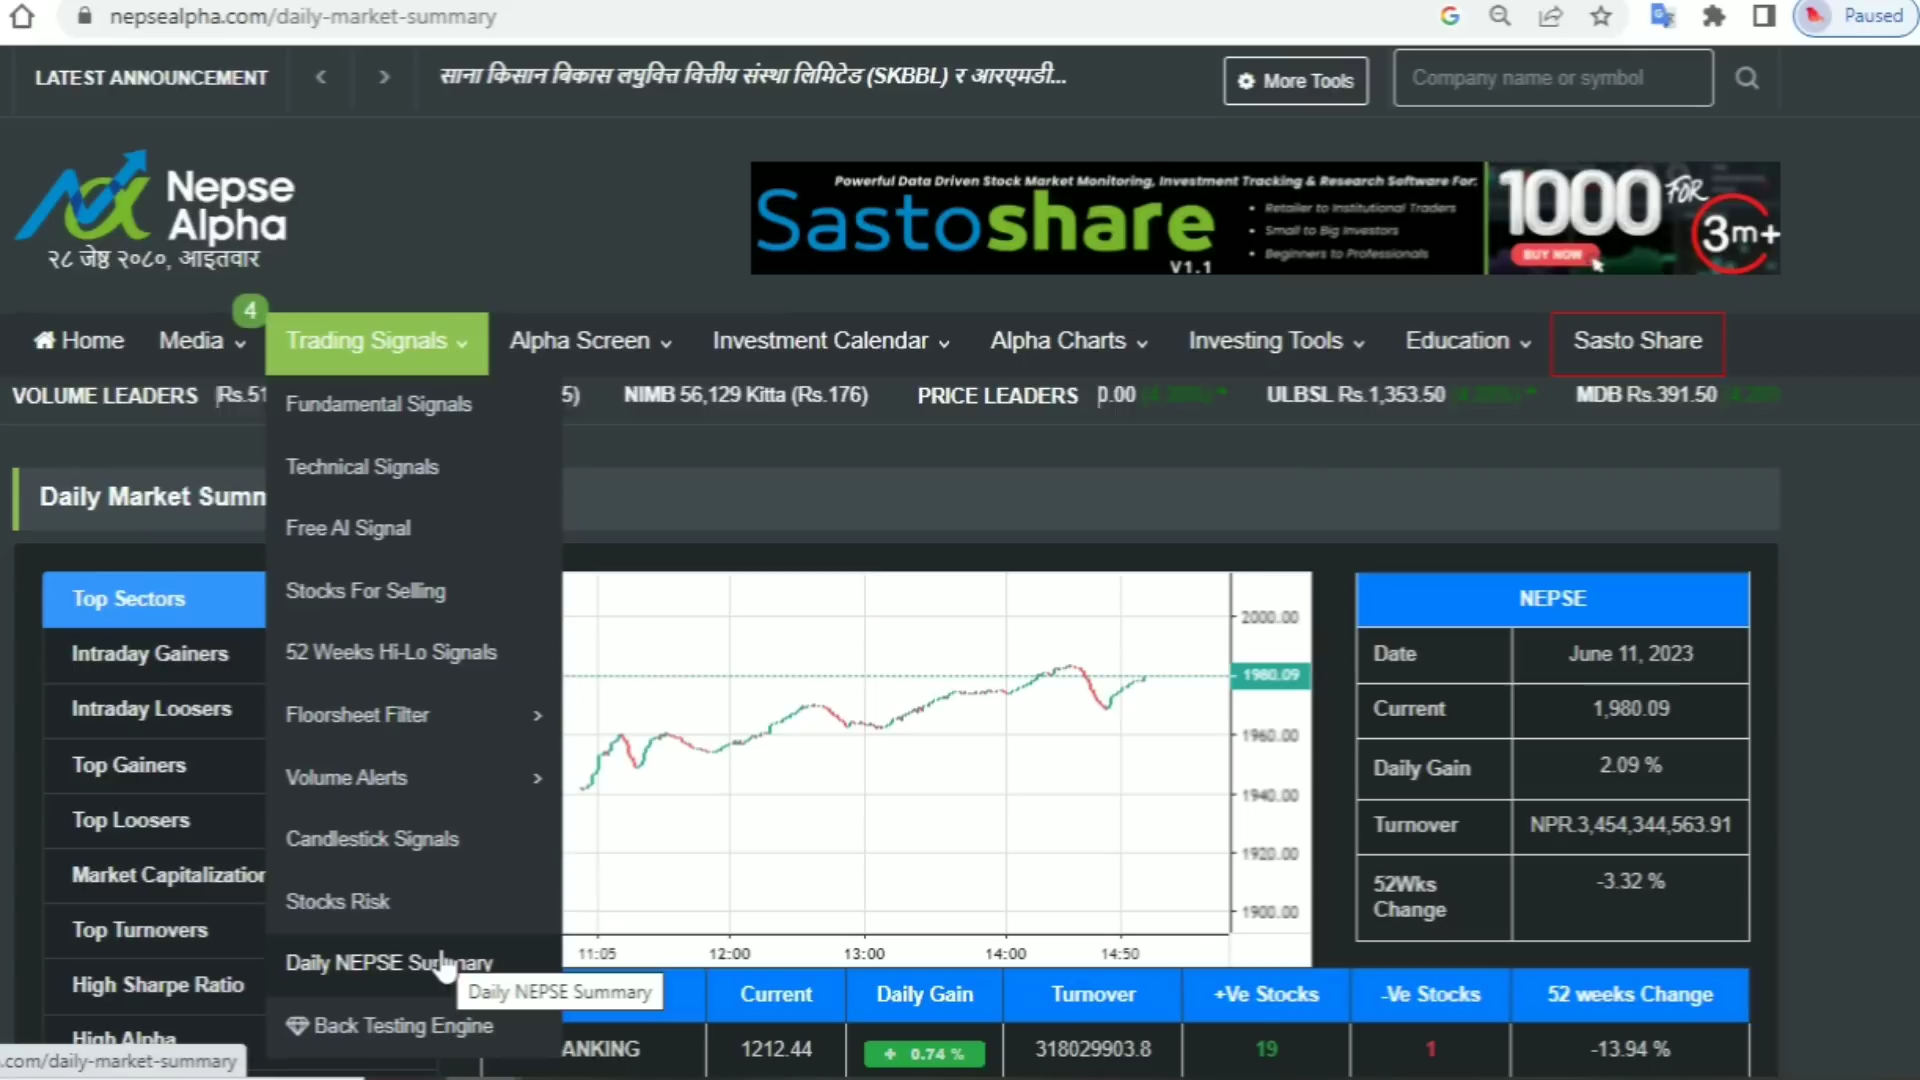 nepsealpha.com/daily-market-summary
Paused
LATEST ANNOUNCEMENT
साना किसान बिकास लघुवित्त वित्तीय संस्था लिमिटेड (SKBBL) र आरएमडी...
More Tools
Company name or symbol
Nepse
Alpha
२८ जेष्ठ २०८०, आइतवार
Powerful Data Driven Stock Market Monitoring, Investment Tracking & Research Software For:
Sastoshare
V1.1
• Retailer to Institutional Traders
• Small to Big Investors
• Beginners to Professionals
1000 FOR
3m+
BUY NOW
4
Home
Media
Trading Signals
Alpha Screen
Investment Calendar
Alpha Charts
Investing Tools
Education
Sasto Share
VOLUME LEADERS
NIMB 56,129 Kitta (Rs.176)
PRICE LEADERS
ULBSL Rs.1,353.50
MDB Rs.391.50
Fundamental Signals
Technical Signals
Free AI Signal
Stocks For Selling
52 Weeks Hi-Lo Signals
Floorsheet Filter
Volume Alerts
Candlestick Signals
Stocks Risk
Daily NEPSE Summary
Daily NEPSE Summary
Back Testing Engine
Daily Market Summ
Top Sectors
Intraday Gainers
Intraday Loosers
Top Gainers
Top Loosers
Market Capitalization
Top Turnovers
High Sharpe Ratio
High Alpha
2000.00
1980.09
1960.00
1940.00
1920.00
1900.00
11:05
12:00
13:00
14:00
14:50
NEPSE
Date June 11, 2023
Current 1,980.09
Daily Gain 2.09 %
Turnover NPR.3,454,344,563.91
52Wks
Change
-3.32 %
Current Daily Gain Turnover +Ve Stocks -Ve Stocks 52 weeks Change
ANKING 1212.44 + 0.74 % 318029903.8 19 1 -13.94 %
.com/daily-market-summary